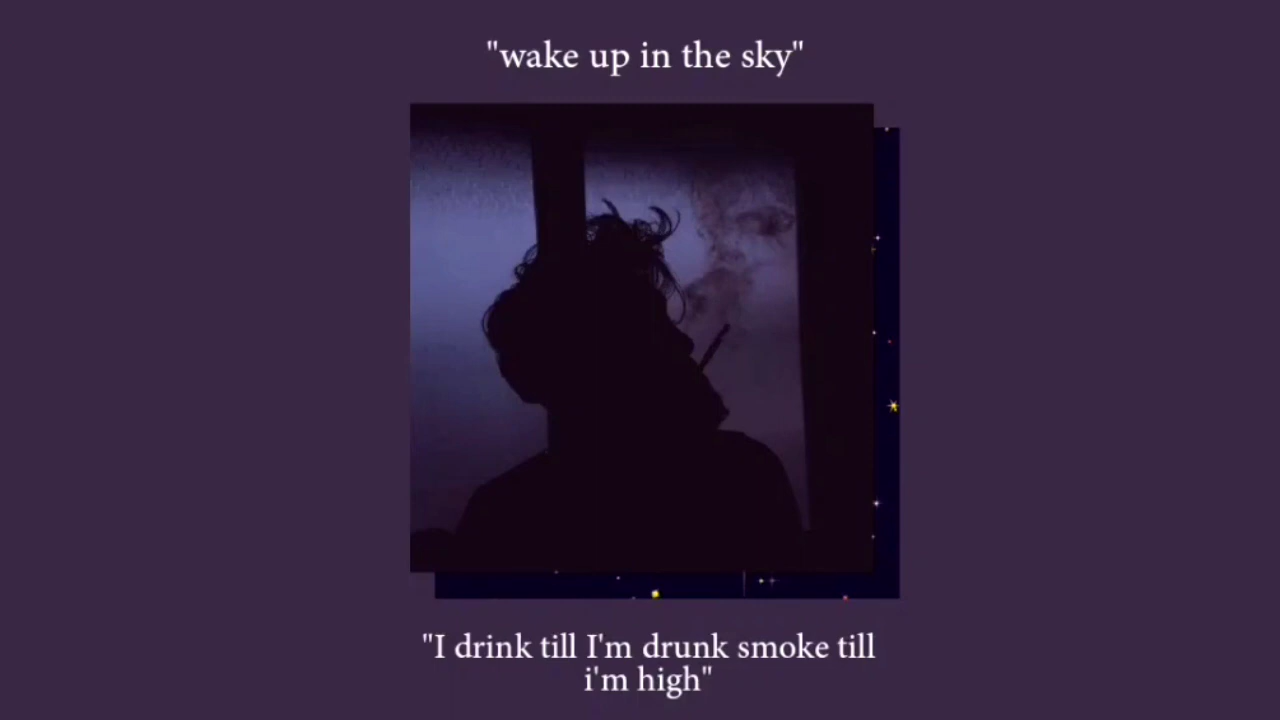 "wake up in the sky"
"I drink till I'm drunk smoke till
i'm high"